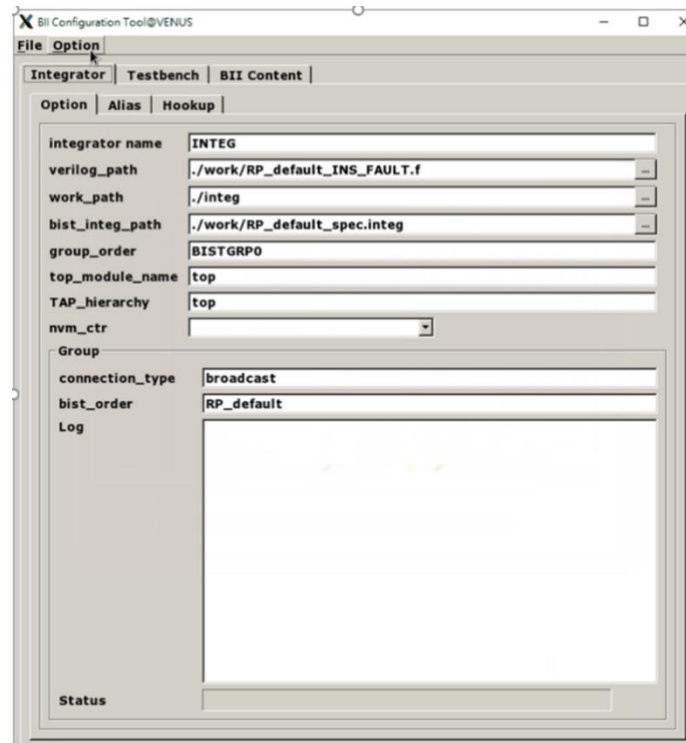 BII Configuration Tool@VENUS
File Option
Integrator Testbench BII Content
Option Alias Hookup
integrator name INTEG
verilog_path ./work/RP_default_INS_FAULT.f ...
work_path ./integ ...
bist_integ_path ./work/RP_default_spec.integ ...
group_order BISTGRP0
top_module_name top
TAP_hierarchy top
nvm_ctr
Group
connection_type broadcast
bist_order RP_default
Log
Status